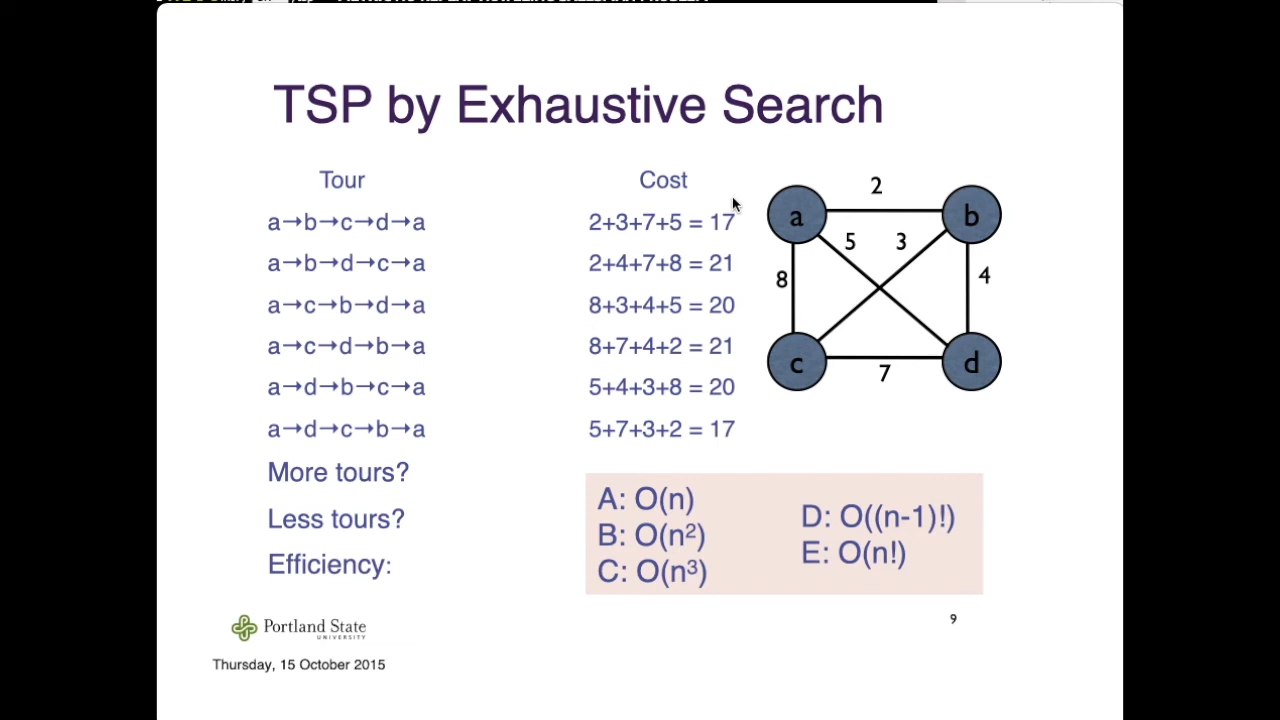 TSP by Exhaustive Search
Tour Cost
a→b→c→d→a 2+3+7+5 = 17
a→b→d→c→a 2+4+7+8 = 21
a→c→b→d→a 8+3+4+5 = 20
a→c→d→b→a 8+7+4+2 = 21
a→d→b→c→a 5+4+3+8 = 20
a→d→c→b→a 5+7+3+2 = 17
2
a b
5 3
8 4
c d
7
More tours?
Less tours?
Efficiency:
A: O(n)
B: O(n²)
C: O(n³)
D: O((n-1)!)
E: O(n!)
Portland State
UNIVERSITY
9
Thursday, 15 October 2015